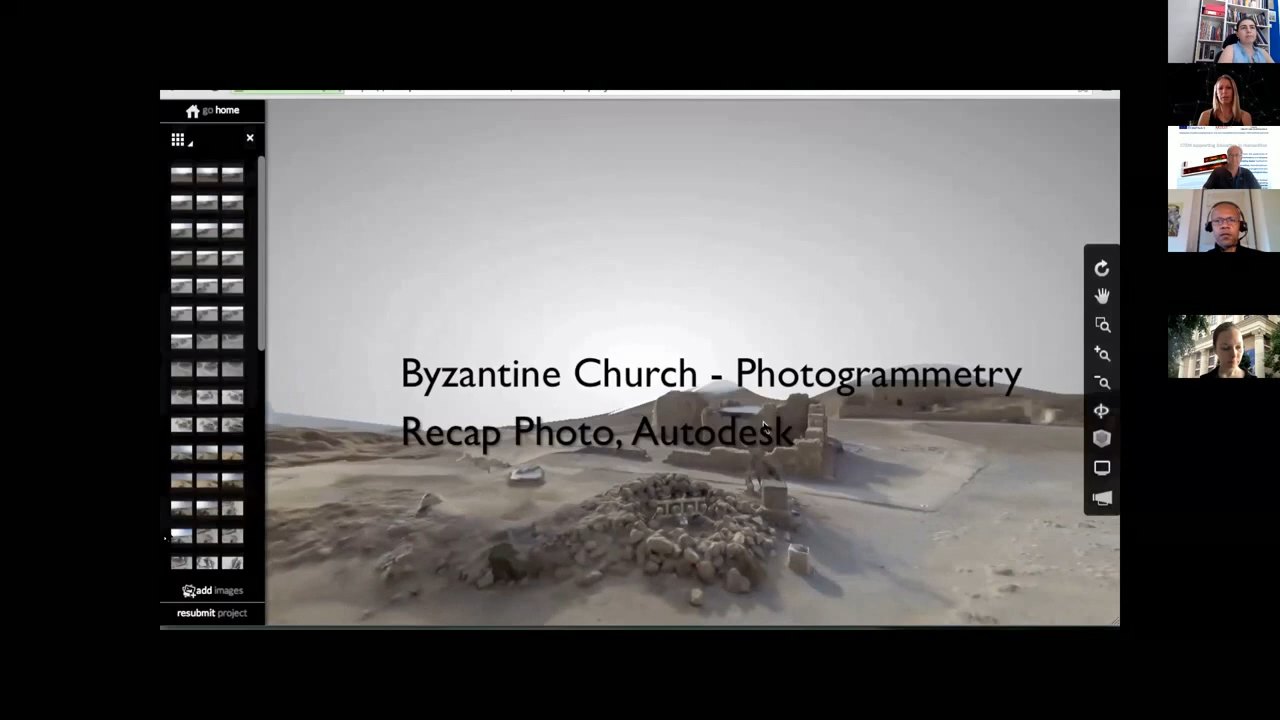 go home
Byzantine Church - Photogrammetry
Recap Photo, Autodesk
add images
resubmit project